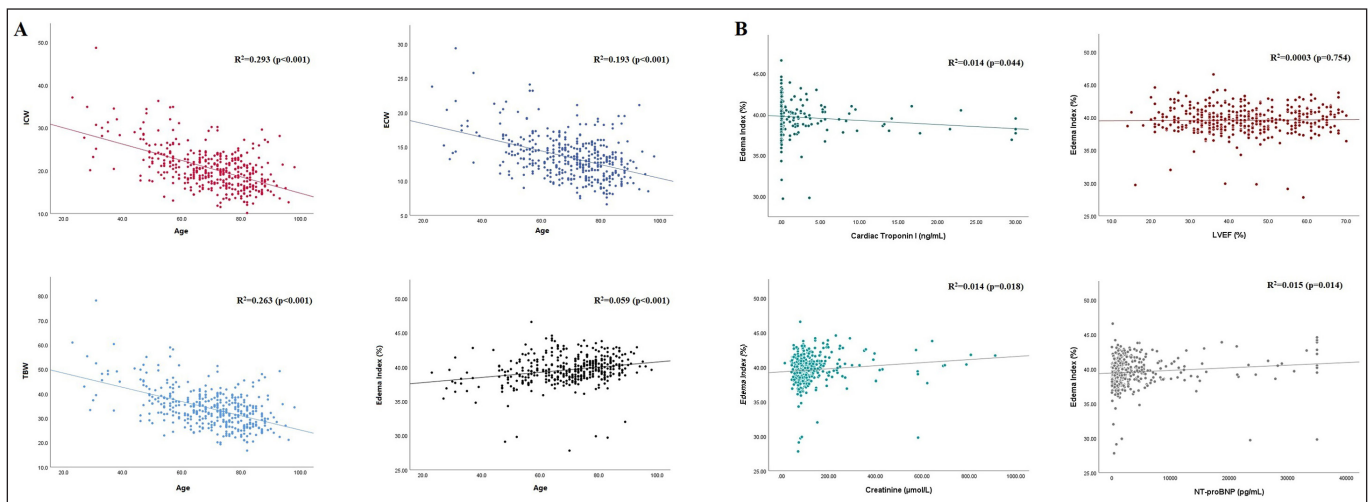 A
B
R²=0.293 (p<0.001)
50.0
40.0
30.0
20.0
10.0
ICW
20.0 40.0 60.0 80.0 100.0
Age
R²=0.193 (p<0.001)
30.0
25.0
20.0
15.0
10.0
5.0
ECW
20.0 40.0 60.0 80.0 100.0
Age
R²=0.014 (p=0.044)
45.00
40.00
35.00
30.00
Edema Index (%)
.00 5.00 10.00 15.00 20.00 25.00 30.00
Cardiac Troponin I (ng/mL)
R²=0.0003 (p=0.754)
50.00
45.00
40.00
35.00
30.00
25.00
Edema Index (%)
10.0 20.0 30.0 40.0 50.0 60.0 70.0
LVEF (%)
R²=0.263 (p<0.001)
80.0
70.0
60.0
50.0
40.0
30.0
20.0
10.0
TBW
20.0 40.0 60.0 80.0 100.0
Age
R²=0.059 (p<0.001)
50.00
45.00
40.00
35.00
30.00
25.00
Edema Index (%)
20.0 40.0 60.0 80.0 100.0
Age
R²=0.014 (p=0.018)
50.00
45.00
40.00
35.00
30.00
25.00
Edema Index (%)
.00 200.00 400.00 600.00 800.00 1000.00
Creatinine (µmol/L)
R²=0.015 (p=0.014)
50.00
45.00
40.00
35.00
30.00
25.00
Edema Index (%)
0 10000 20000 30000 40000
NT-proBNP (pg/mL)